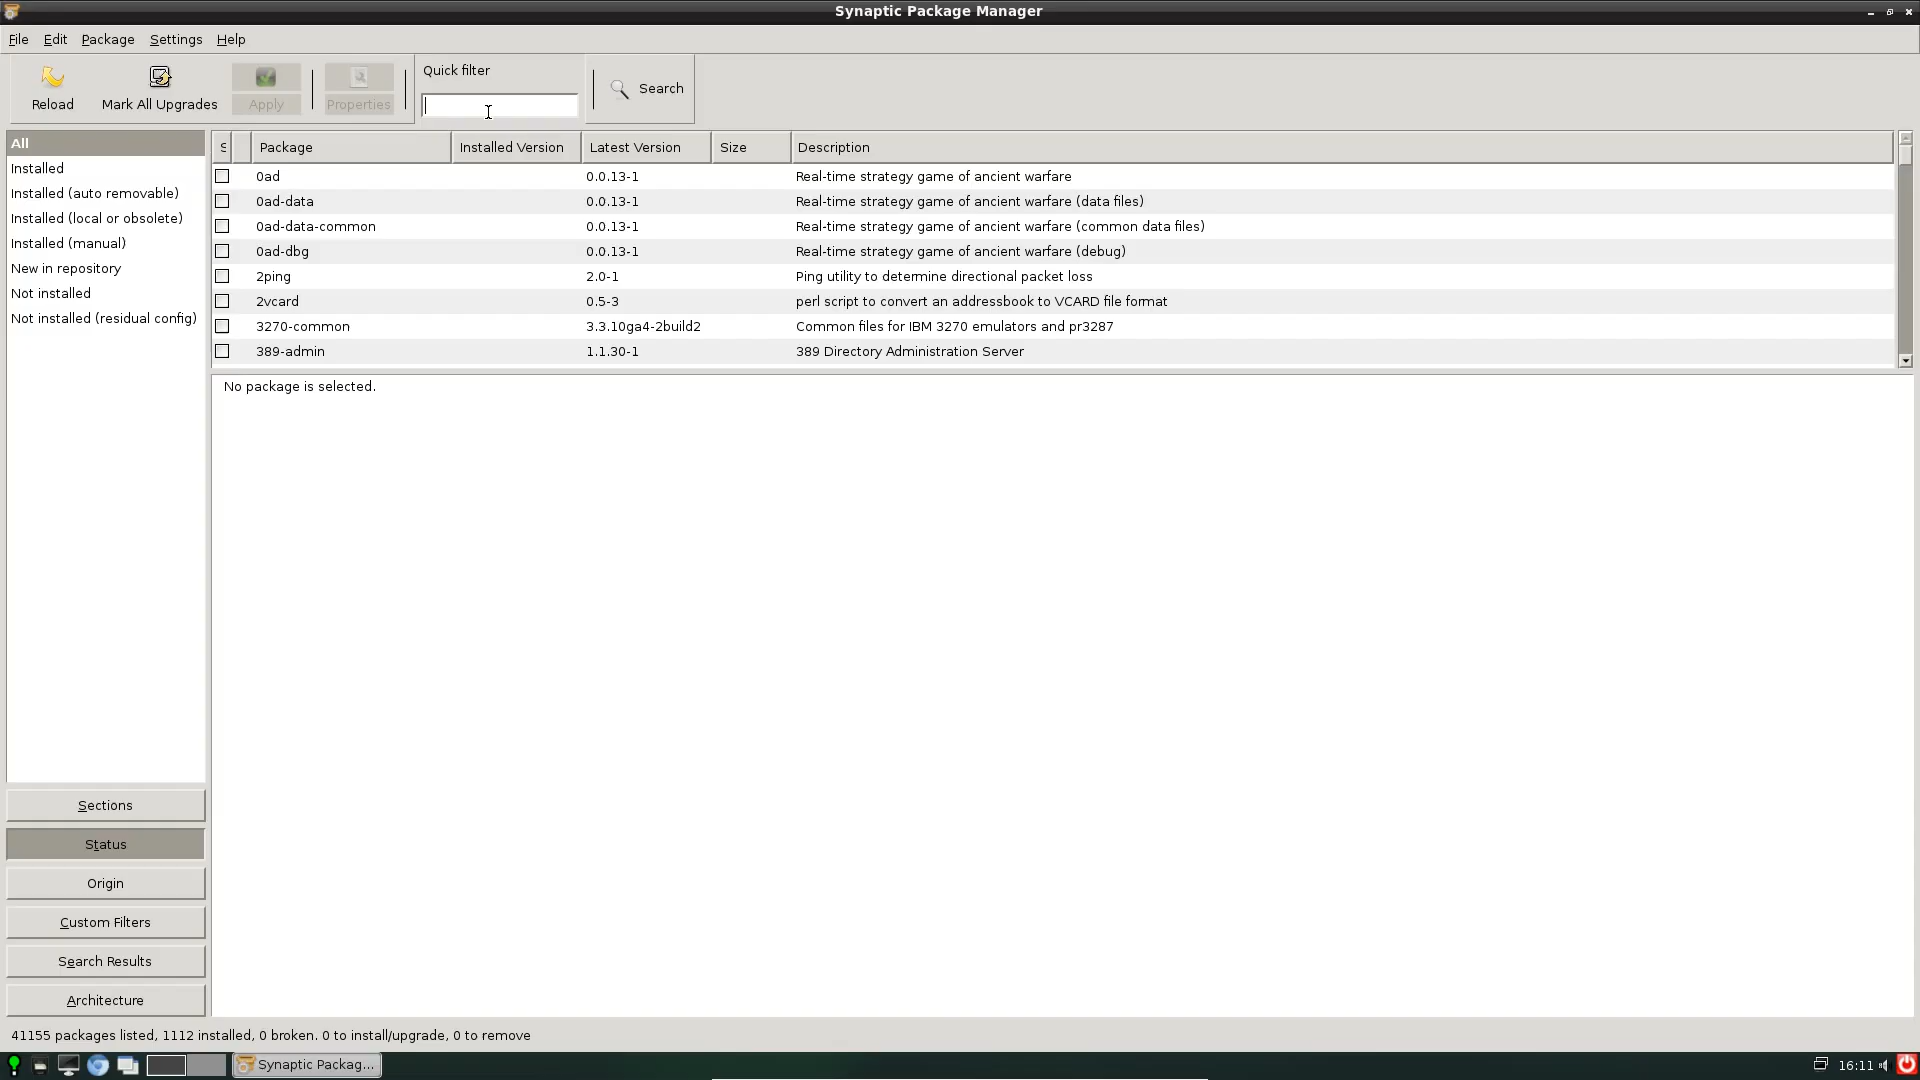 Synaptic Package Manager
File Edit Package Settings Help
Reload Mark All Upgrades Apply Properties Quick filter Search
All
Installed
Installed (auto removable)
Installed (local or obsolete)
Installed (manual)
New in repository
Not installed
Not installed (residual config)
S Package Installed Version Latest Version Size Description
0ad 0.0.13-1 Real-time strategy game of ancient warfare
0ad-data 0.0.13-1 Real-time strategy game of ancient warfare (data files)
0ad-data-common 0.0.13-1 Real-time strategy game of ancient warfare (common data files)
0ad-dbg 0.0.13-1 Real-time strategy game of ancient warfare (debug)
2ping 2.0-1 Ping utility to determine directional packet loss
2vcard 0.5-3 perl script to convert an addressbook to VCARD file format
3270-common 3.3.10ga4-2build2 Common files for IBM 3270 emulators and pr3287
389-admin 1.1.30-1 389 Directory Administration Server
No package is selected.
Sections
Status
Origin
Custom Filters
Search Results
Architecture
41155 packages listed, 1112 installed, 0 broken. 0 to install/upgrade, 0 to remove
Synaptic Packag... 16:11